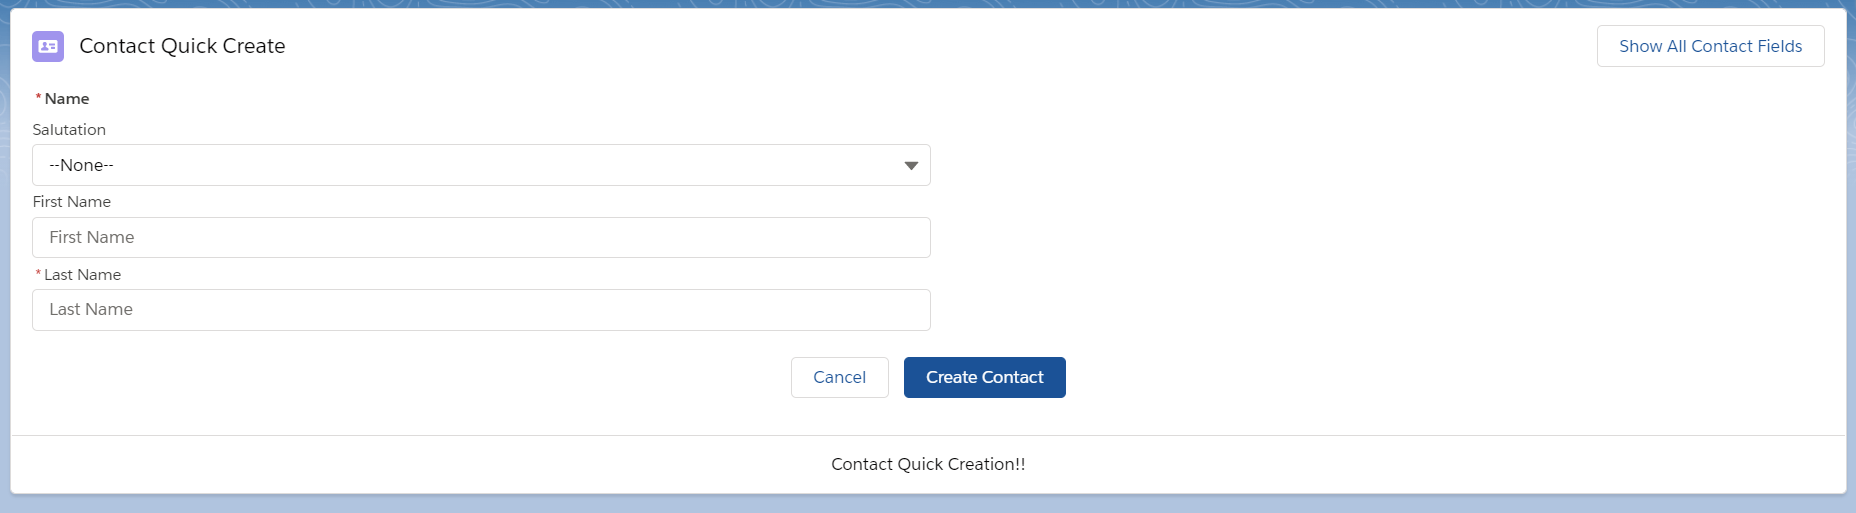 Contact Quick Create
Show All Contact Fields
*Name
Salutation
--None--
First Name
First Name
*Last Name
Last Name
Cancel
Create Contact
Contact Quick Creation!!